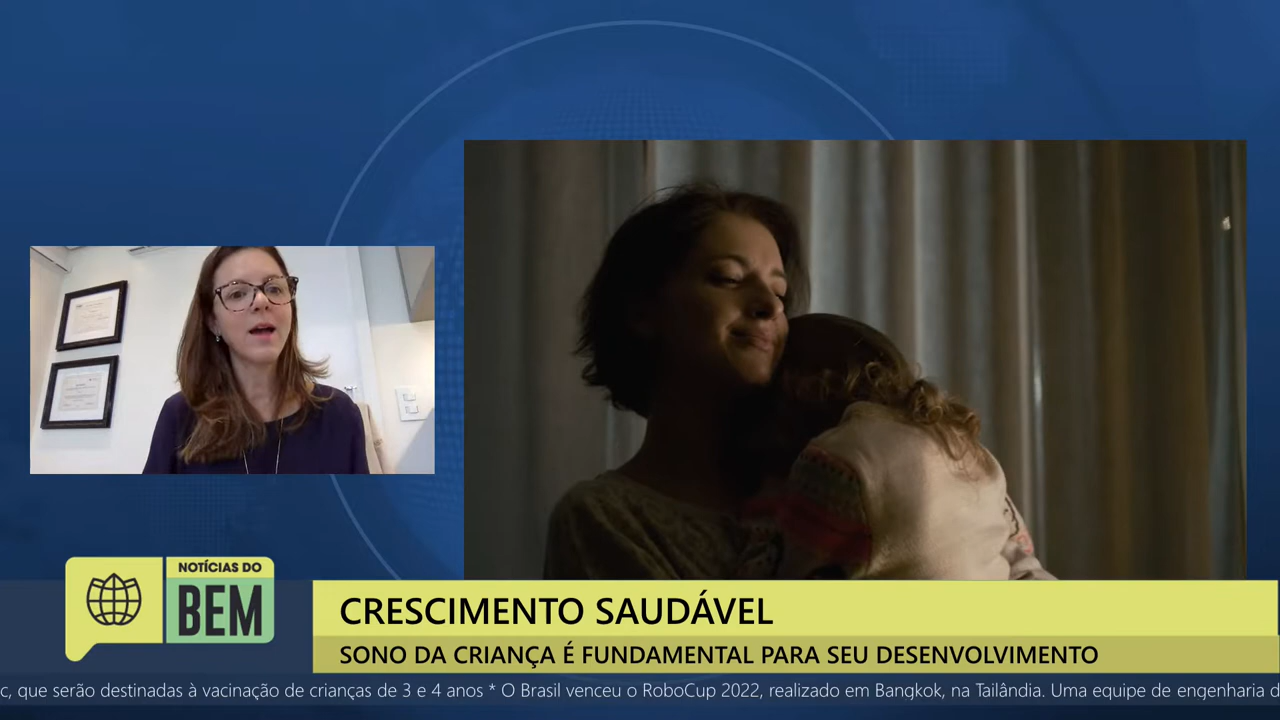 NOTÍCIAS DO
BEM
CRESCIMENTO SAUDÁVEL
SONO DA CRIANÇA É FUNDAMENTAL PARA SEU DESENVOLVIMENTO
c, que serão destinadas à vacinação de crianças de 3 e 4 anos * O Brasil venceu o RoboCup 2022, realizado em Bangkok, na Tailândia. Uma equipe de engenharia d